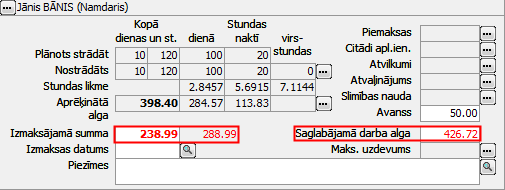 Jānis BĀNIS (Namdaris)
Kopā Stundas
dienas un st. dienā naktī virs-
stundas
Plānots strādāt 10 120 100 20
Nostrādāts 10 120 100 20 0
Stundas likme 2.8457 5.6915 7.1144
Aprēķinātā alga 398.40 284.57 113.83
Izmaksājamā summa 238.99 288.99
Izmaksas datums
Piezīmes
Piemaksas
Citādi apl.ien.
Atvilkumi
Atvaļinājums
Slimības nauda
Avanss 50.00
Saglabājamā darba alga 426.72
Maks. uzdevums